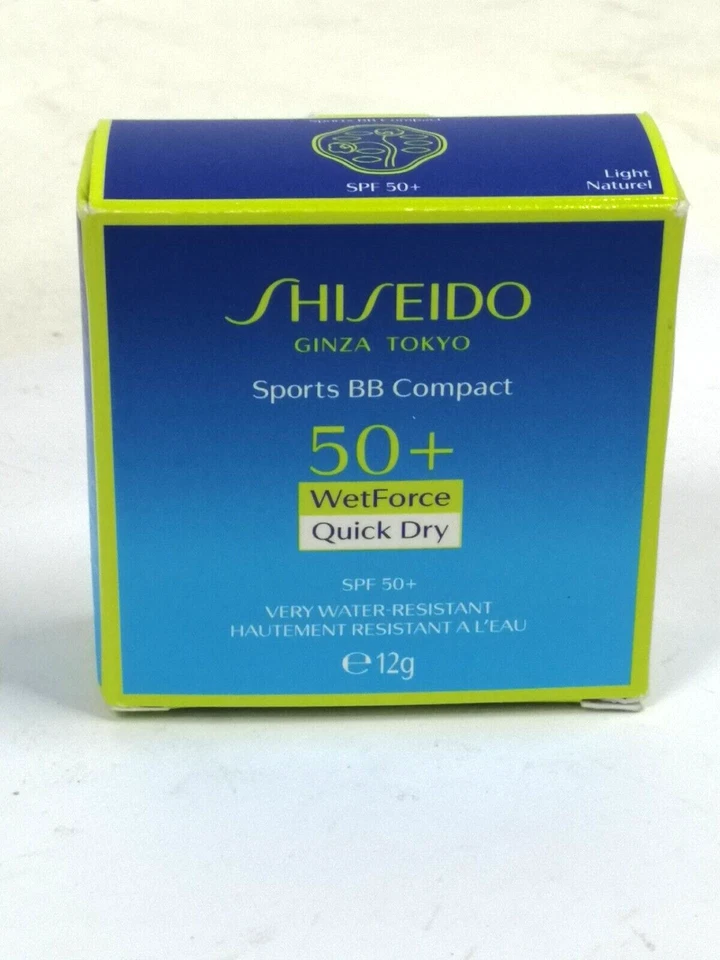 Sports BB Compact
SPF 50+
Light
Naturel
SHISEIDO
GINZA TOKYO
Sports BB Compact
50+
WetForce
Quick Dry
SPF 50+
VERY WATER-RESISTANT
HAUTEMENT RESISTANT A L'EAU
℮12g